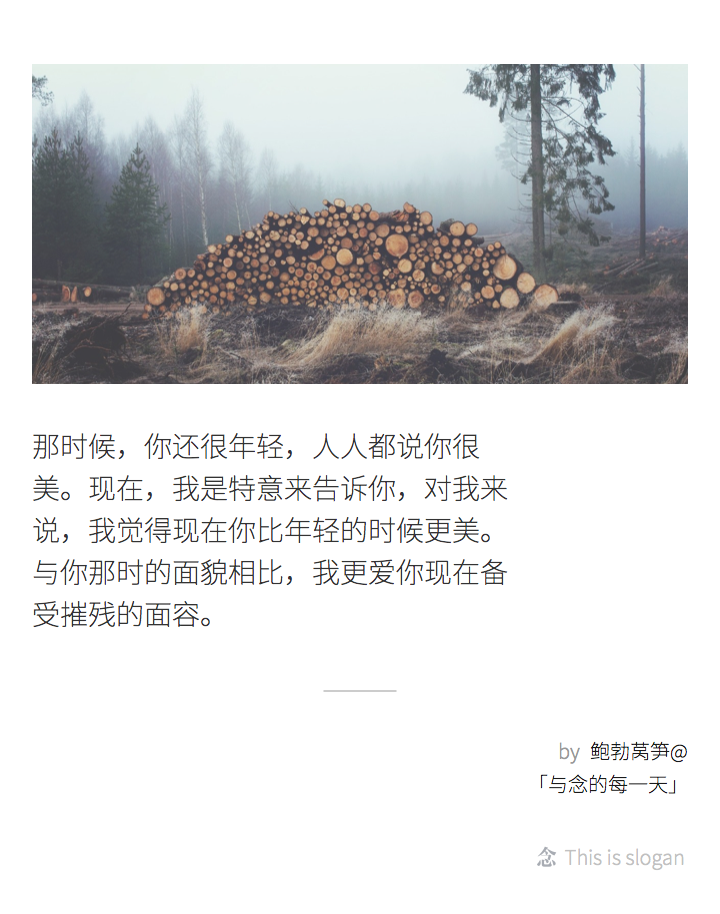 那时候，你还很年轻，人人都说你很
美。现在，我是特意来告诉你，对我来
说，我觉得现在你比年轻的时候更美。
与你那时的面貌相比，我更爱你现在备
受摧残的面容。
by 鲍勃莴笋@
「与念的每一天」
念 This is slogan